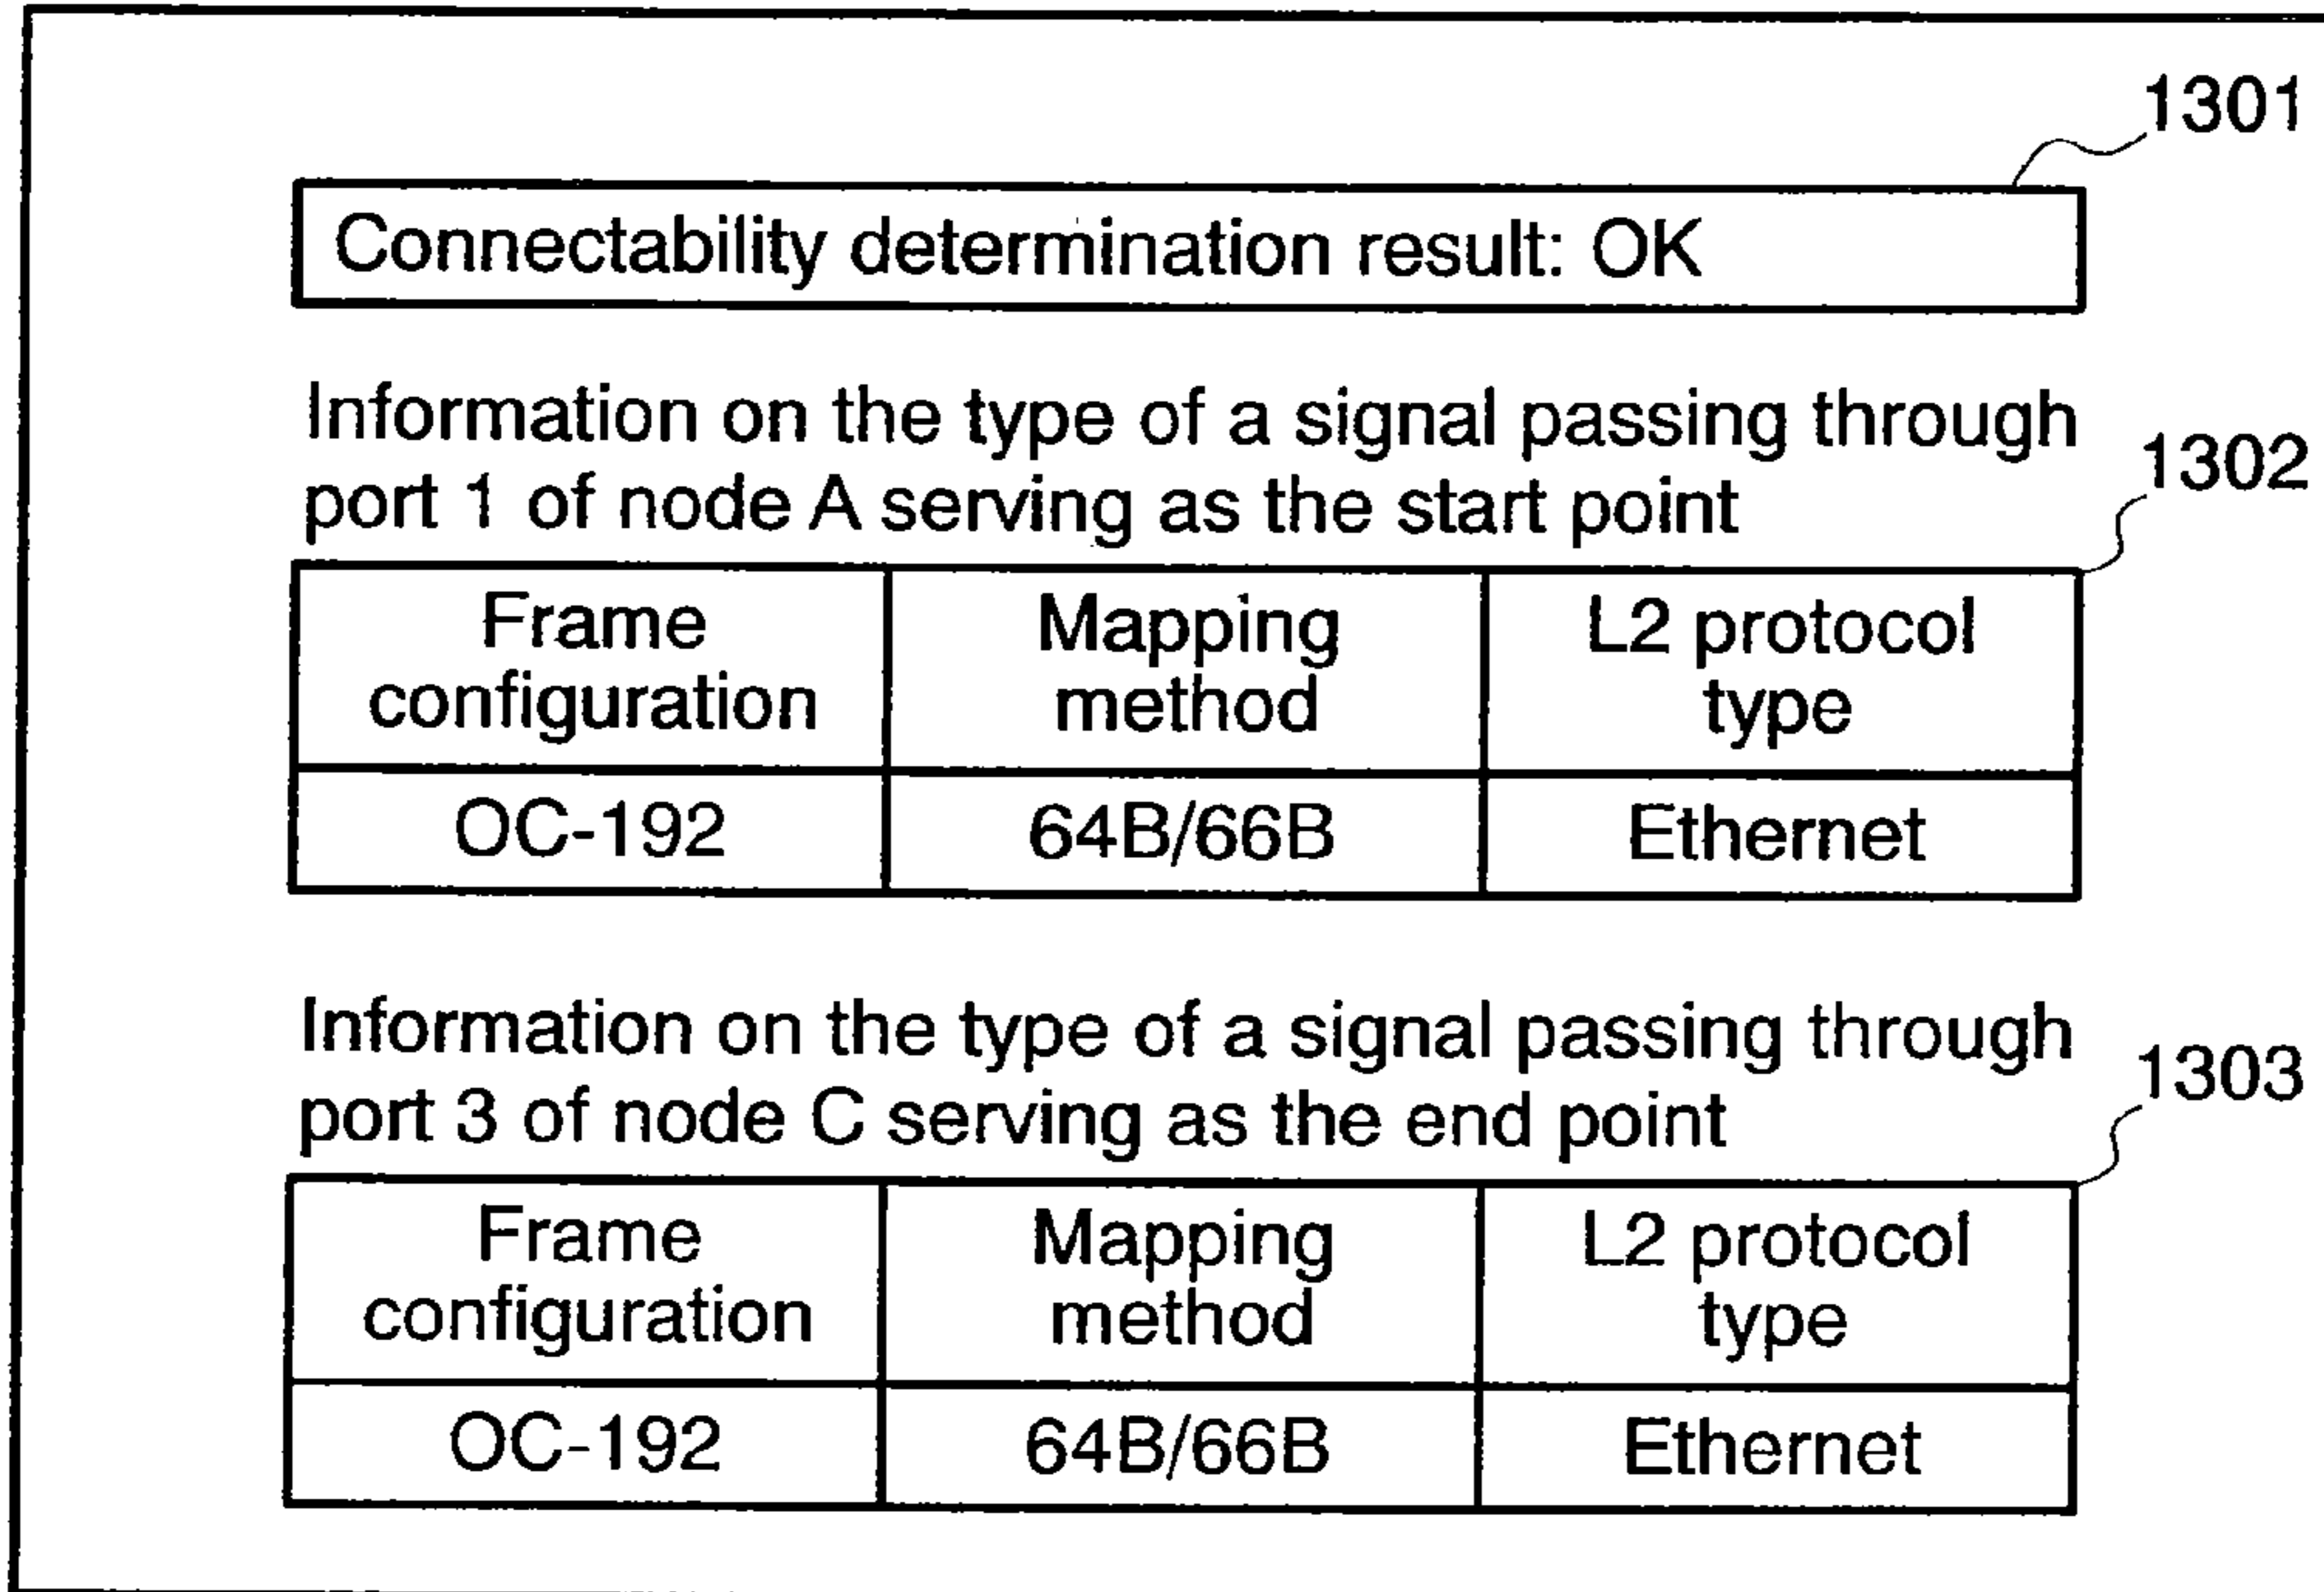 1301
Connectability determination result: OK
Information on the type of a signal passing through
port 1 of node A serving as the start point
1302
Frame configuration Mapping method L2 protocol type
OC-192 64B/66B Ethernet
Information on the type of a signal passing through
port 3 of node C serving as the end point
1303
Frame configuration Mapping method L2 protocol type
OC-192 64B/66B Ethernet